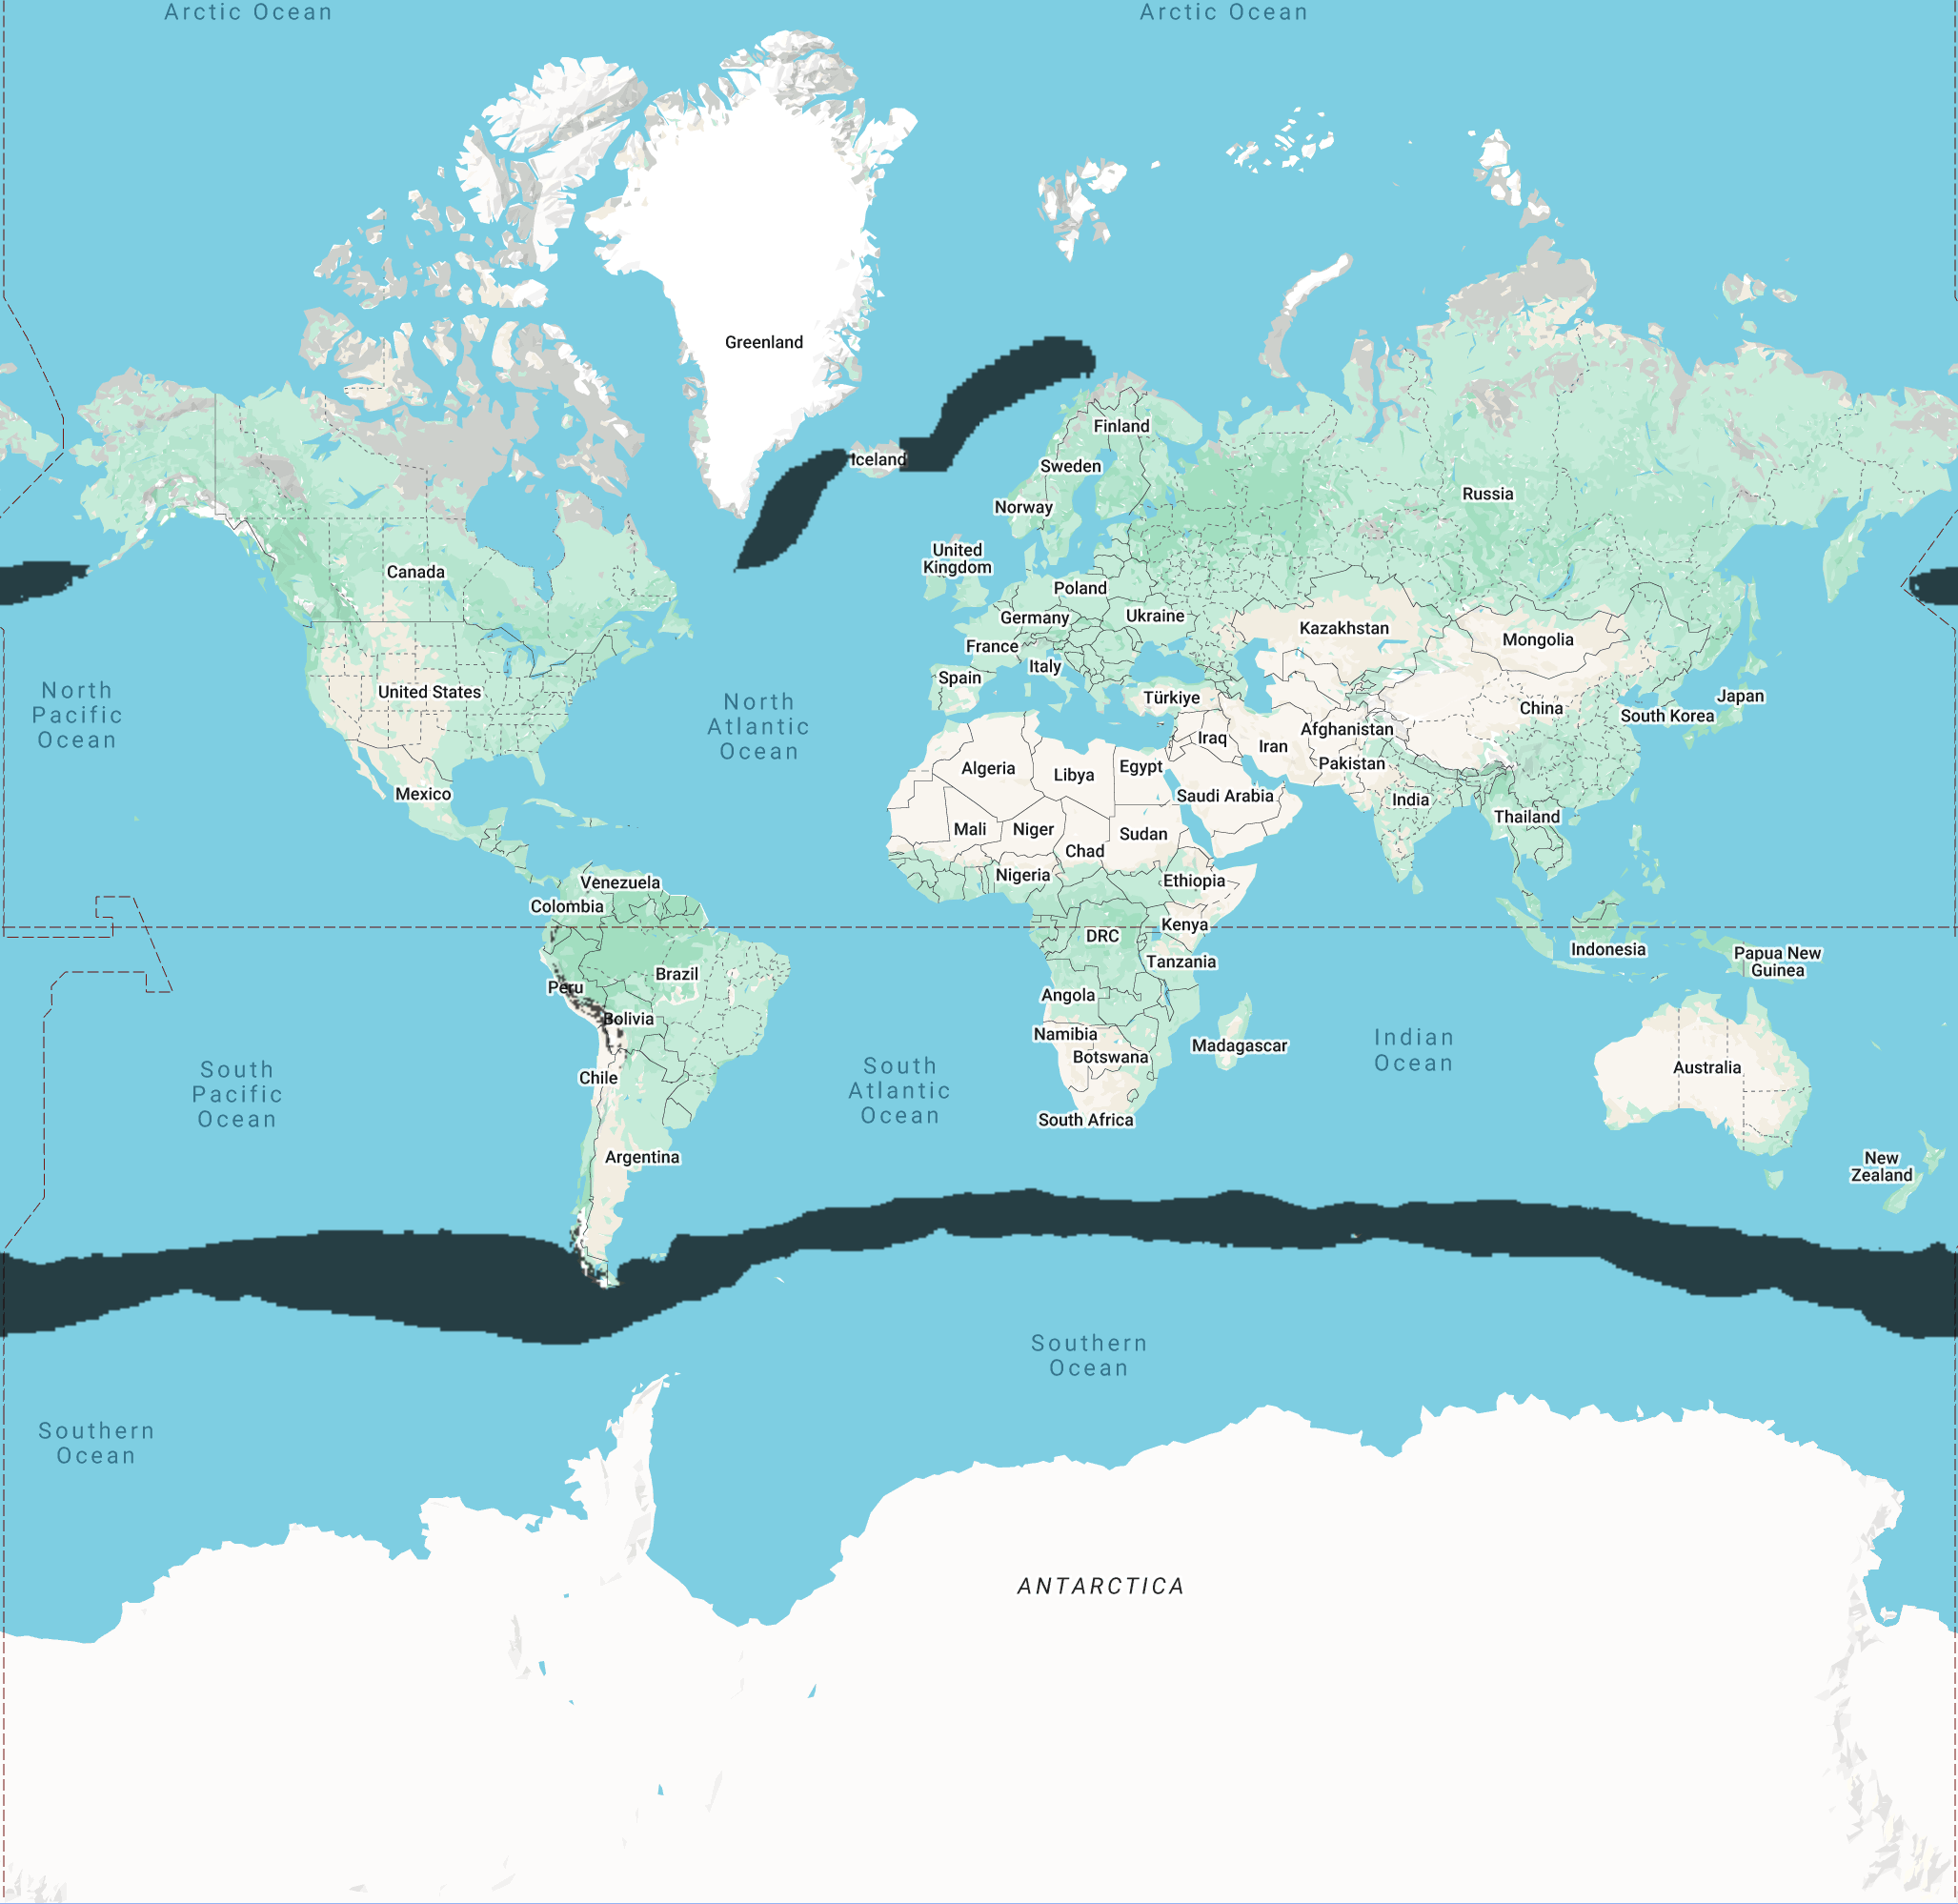 Arctic Ocean
Arctic Ocean
Greenland
Finland
Iceland
Sweden
Russia
Norway
United
Kingdom
Canada
Poland
Ukraine
Germany
Kazakhstan
Mongolia
France
Italy
Spain
United States
Türkiye
Japan
North
Pacific
Ocean
North
Atlantic
Ocean
China
South Korea
Afghanistan
Iraq
Iran
Pakistan
Algeria
Libya
Egypt
Saudi Arabia
Mexico
India
Thailand
Mali
Niger
Sudan
Chad
Nigeria
Ethiopia
Venezuela
Colombia
Kenya
DRC
Indonesia
Papua New
Guinea
Tanzania
Brazil
Peru
Angola
Bolivia
Namibia
Madagascar
Botswana
Indian
Ocean
Australia
Chile
South
Pacific
Ocean
South
Atlantic
Ocean
South Africa
Argentina
New
Zealand
Southern
Ocean
Southern
Ocean
ANTARCTICA